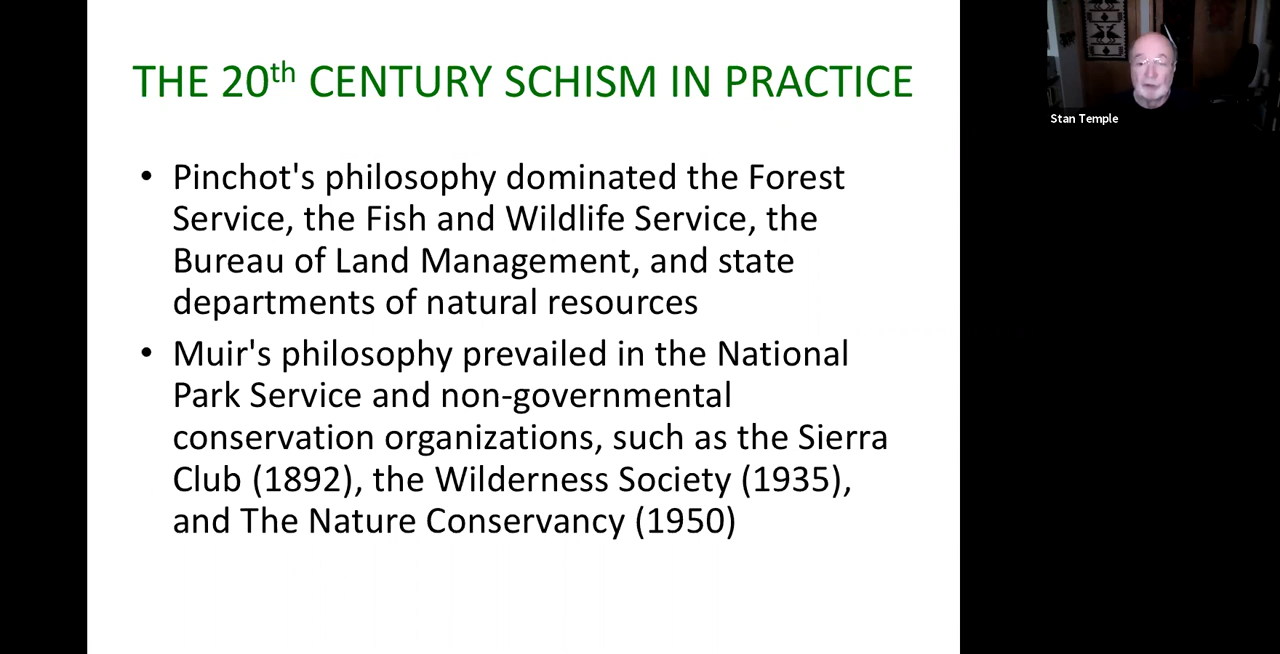 THE 20th CENTURY SCHISM IN PRACTICE
• Pinchot's philosophy dominated the Forest
Service, the Fish and Wildlife Service, the
Bureau of Land Management, and state
departments of natural resources
• Muir's philosophy prevailed in the National
Park Service and non-governmental
conservation organizations, such as the Sierra
Club (1892), the Wilderness Society (1935),
and The Nature Conservancy (1950)
Stan Temple